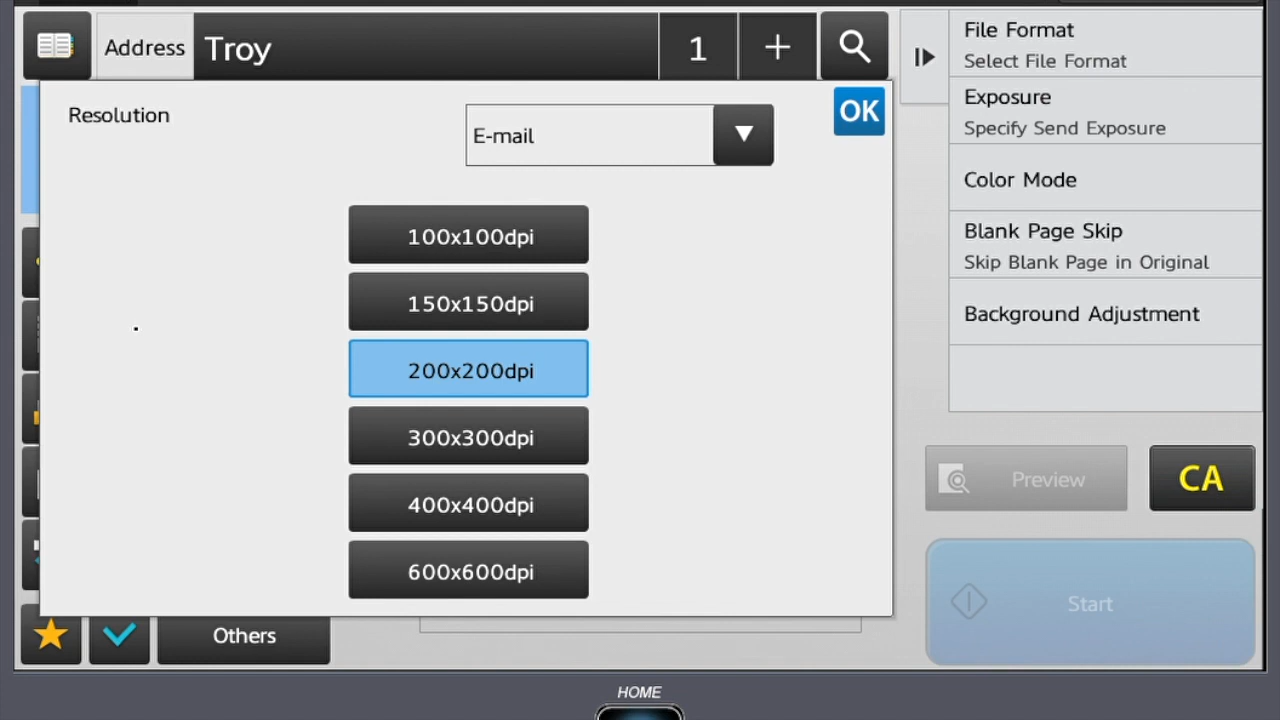 Address Troy 1 +
Resolution
E-mail
OK
100x100dpi
150x150dpi
200x200dpi
300x300dpi
400x400dpi
600x600dpi
Others
File Format
Select File Format
Exposure
Specify Send Exposure
Color Mode
Blank Page Skip
Skip Blank Page in Original
Background Adjustment
Preview
CA
Start
HOME